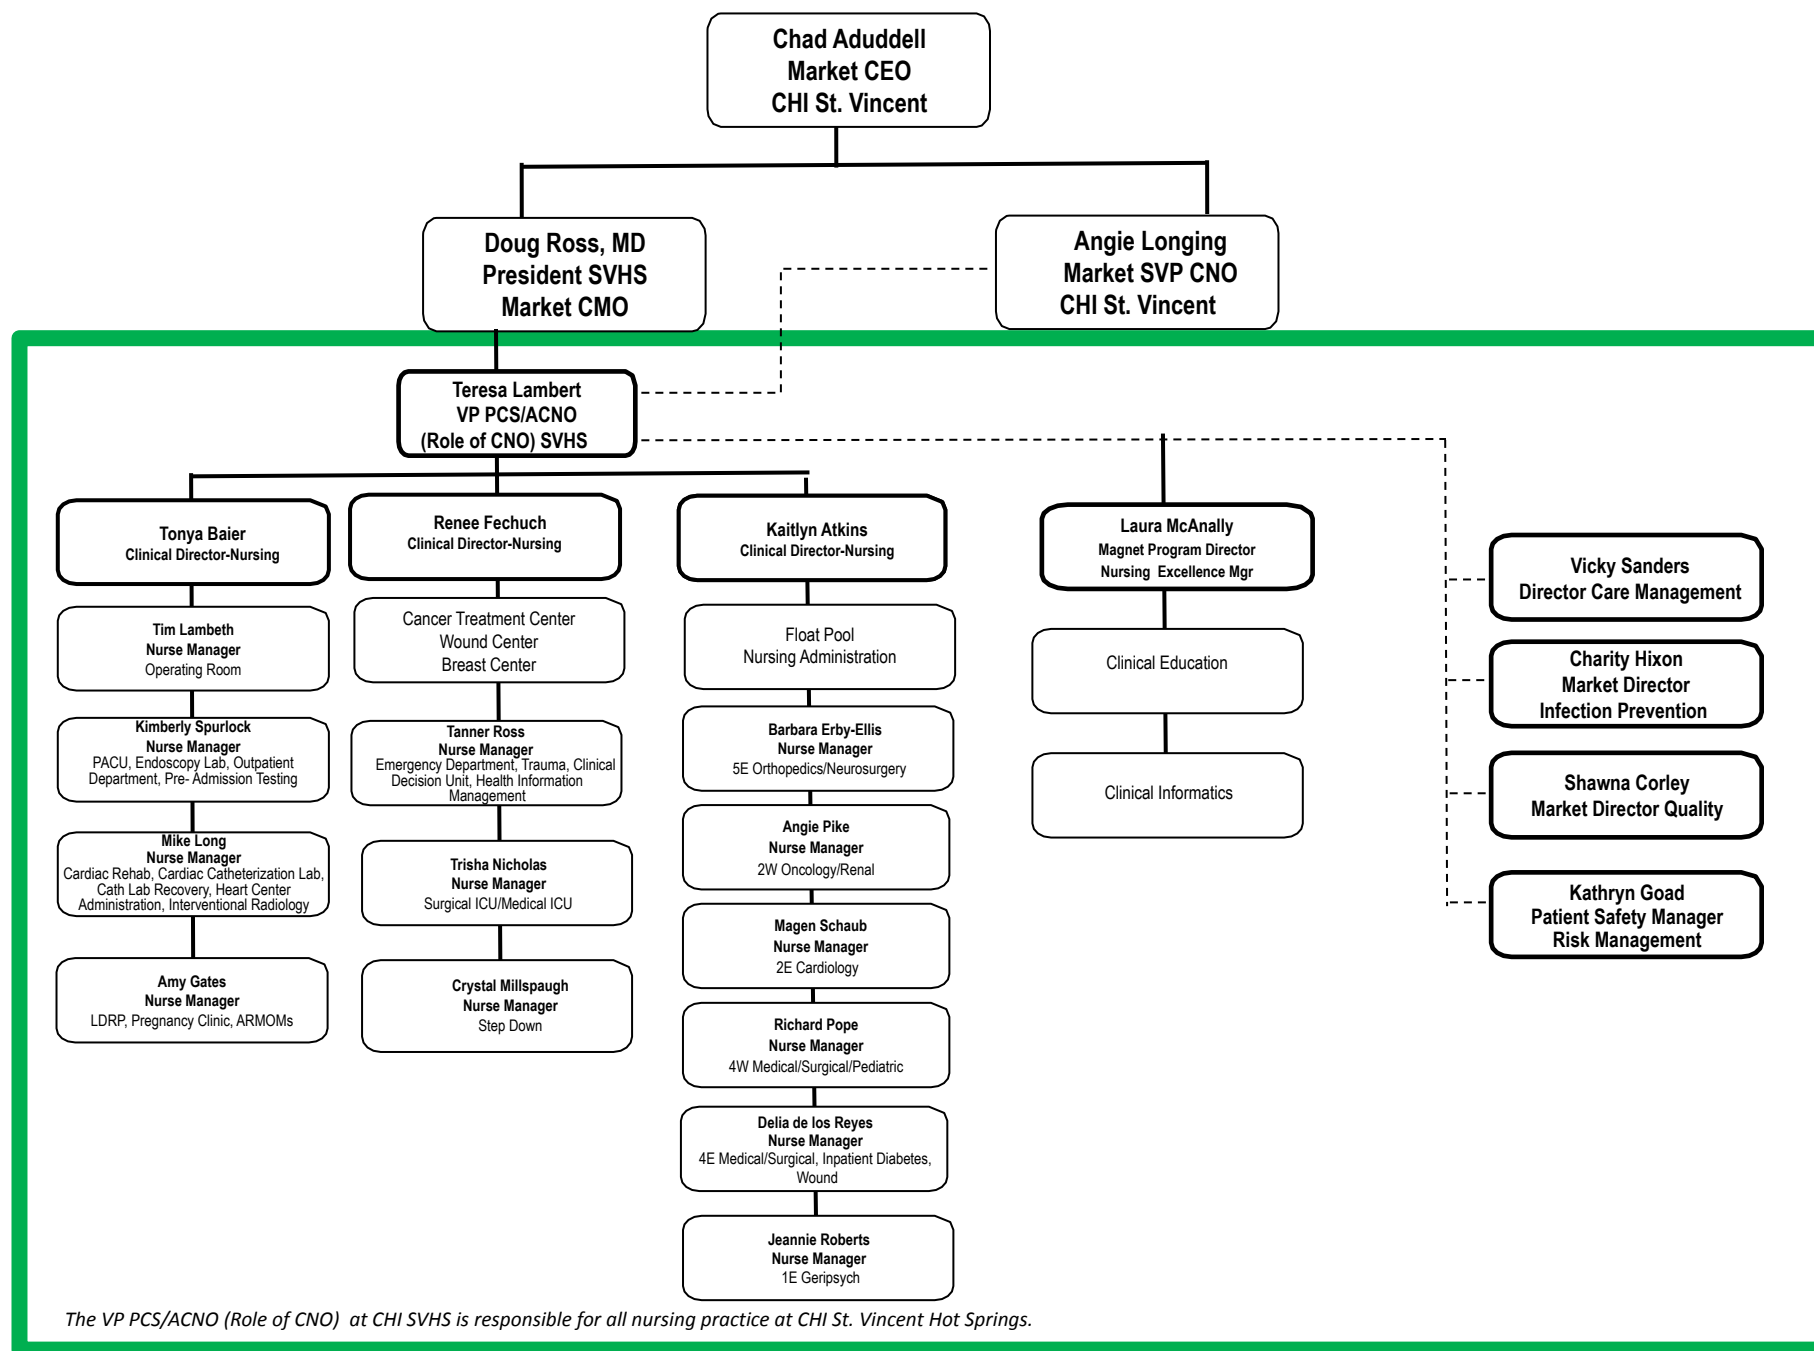 Chad Aduddell
Market CEO
CHI St. Vincent
Doug Ross, MD
President SVHS
Market CMO
Angie Longing
Market SVP CNO
CHI St. Vincent
Teresa Lambert
VP PCS/ACNO
(Role of CNO) SVHS
Tonya Baier
Clinical Director-Nursing
Tim Lambeth
Nurse Manager
Operating Room
Kimberly Spurlock
Nurse Manager
PACU, Endoscopy Lab, Outpatient
Department, Pre- Admission Testing
Mike Long
Nurse Manager
Cardiac Rehab, Cardiac Catheterization Lab,
Cath Lab Recovery, Heart Center
Administration, Interventional Radiology
Amy Gates
Nurse Manager
LDRP, Pregnancy Clinic, ARMOMs
Renee Fechuch
Clinical Director-Nursing
Cancer Treatment Center
Wound Center
Breast Center
Tanner Ross
Nurse Manager
Emergency Department, Trauma, Clinical
Decision Unit, Health Information
Management
Trisha Nicholas
Nurse Manager
Surgical ICU/Medical ICU
Crystal Millspaugh
Nurse Manager
Step Down
Kaitlyn Atkins
Clinical Director-Nursing
Float Pool
Nursing Administration
Barbara Erby-Ellis
Nurse Manager
5E Orthopedics/Neurosurgery
Angie Pike
Nurse Manager
2W Oncology/Renal
Magen Schaub
Nurse Manager
2E Cardiology
Richard Pope
Nurse Manager
4W Medical/Surgical/Pediatric
Delia de los Reyes
Nurse Manager
4E Medical/Surgical, Inpatient Diabetes,
Wound
Jeannie Roberts
Nurse Manager
1E Geripsych
Laura McAnally
Magnet Program Director
Nursing Excellence Mgr
Clinical Education
Clinical Informatics
Vicky Sanders
Director Care Management
Charity Hixon
Market Director
Infection Prevention
Shawna Corley
Market Director Quality
Kathryn Goad
Patient Safety Manager
Risk Management
The VP PCS/ACNO (Role of CNO) at CHI SVHS is responsible for all nursing practice at CHI St. Vincent Hot Springs.